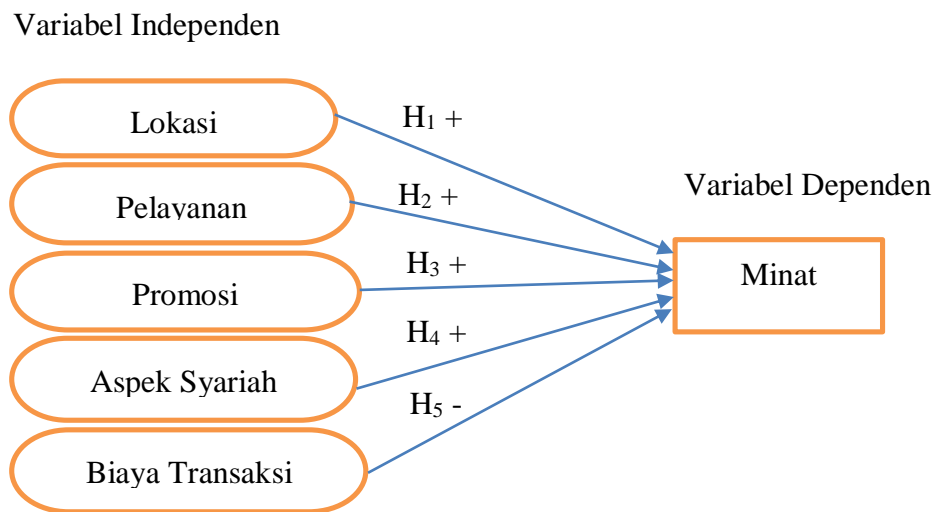 Variabel Independen
Lokasi
H₁ +
Pelayanan
H₂ +
Variabel Dependen
Promosi
H₃ +
Minat
Aspek Syariah
H₄ +
Biaya Transaksi
H₅ -